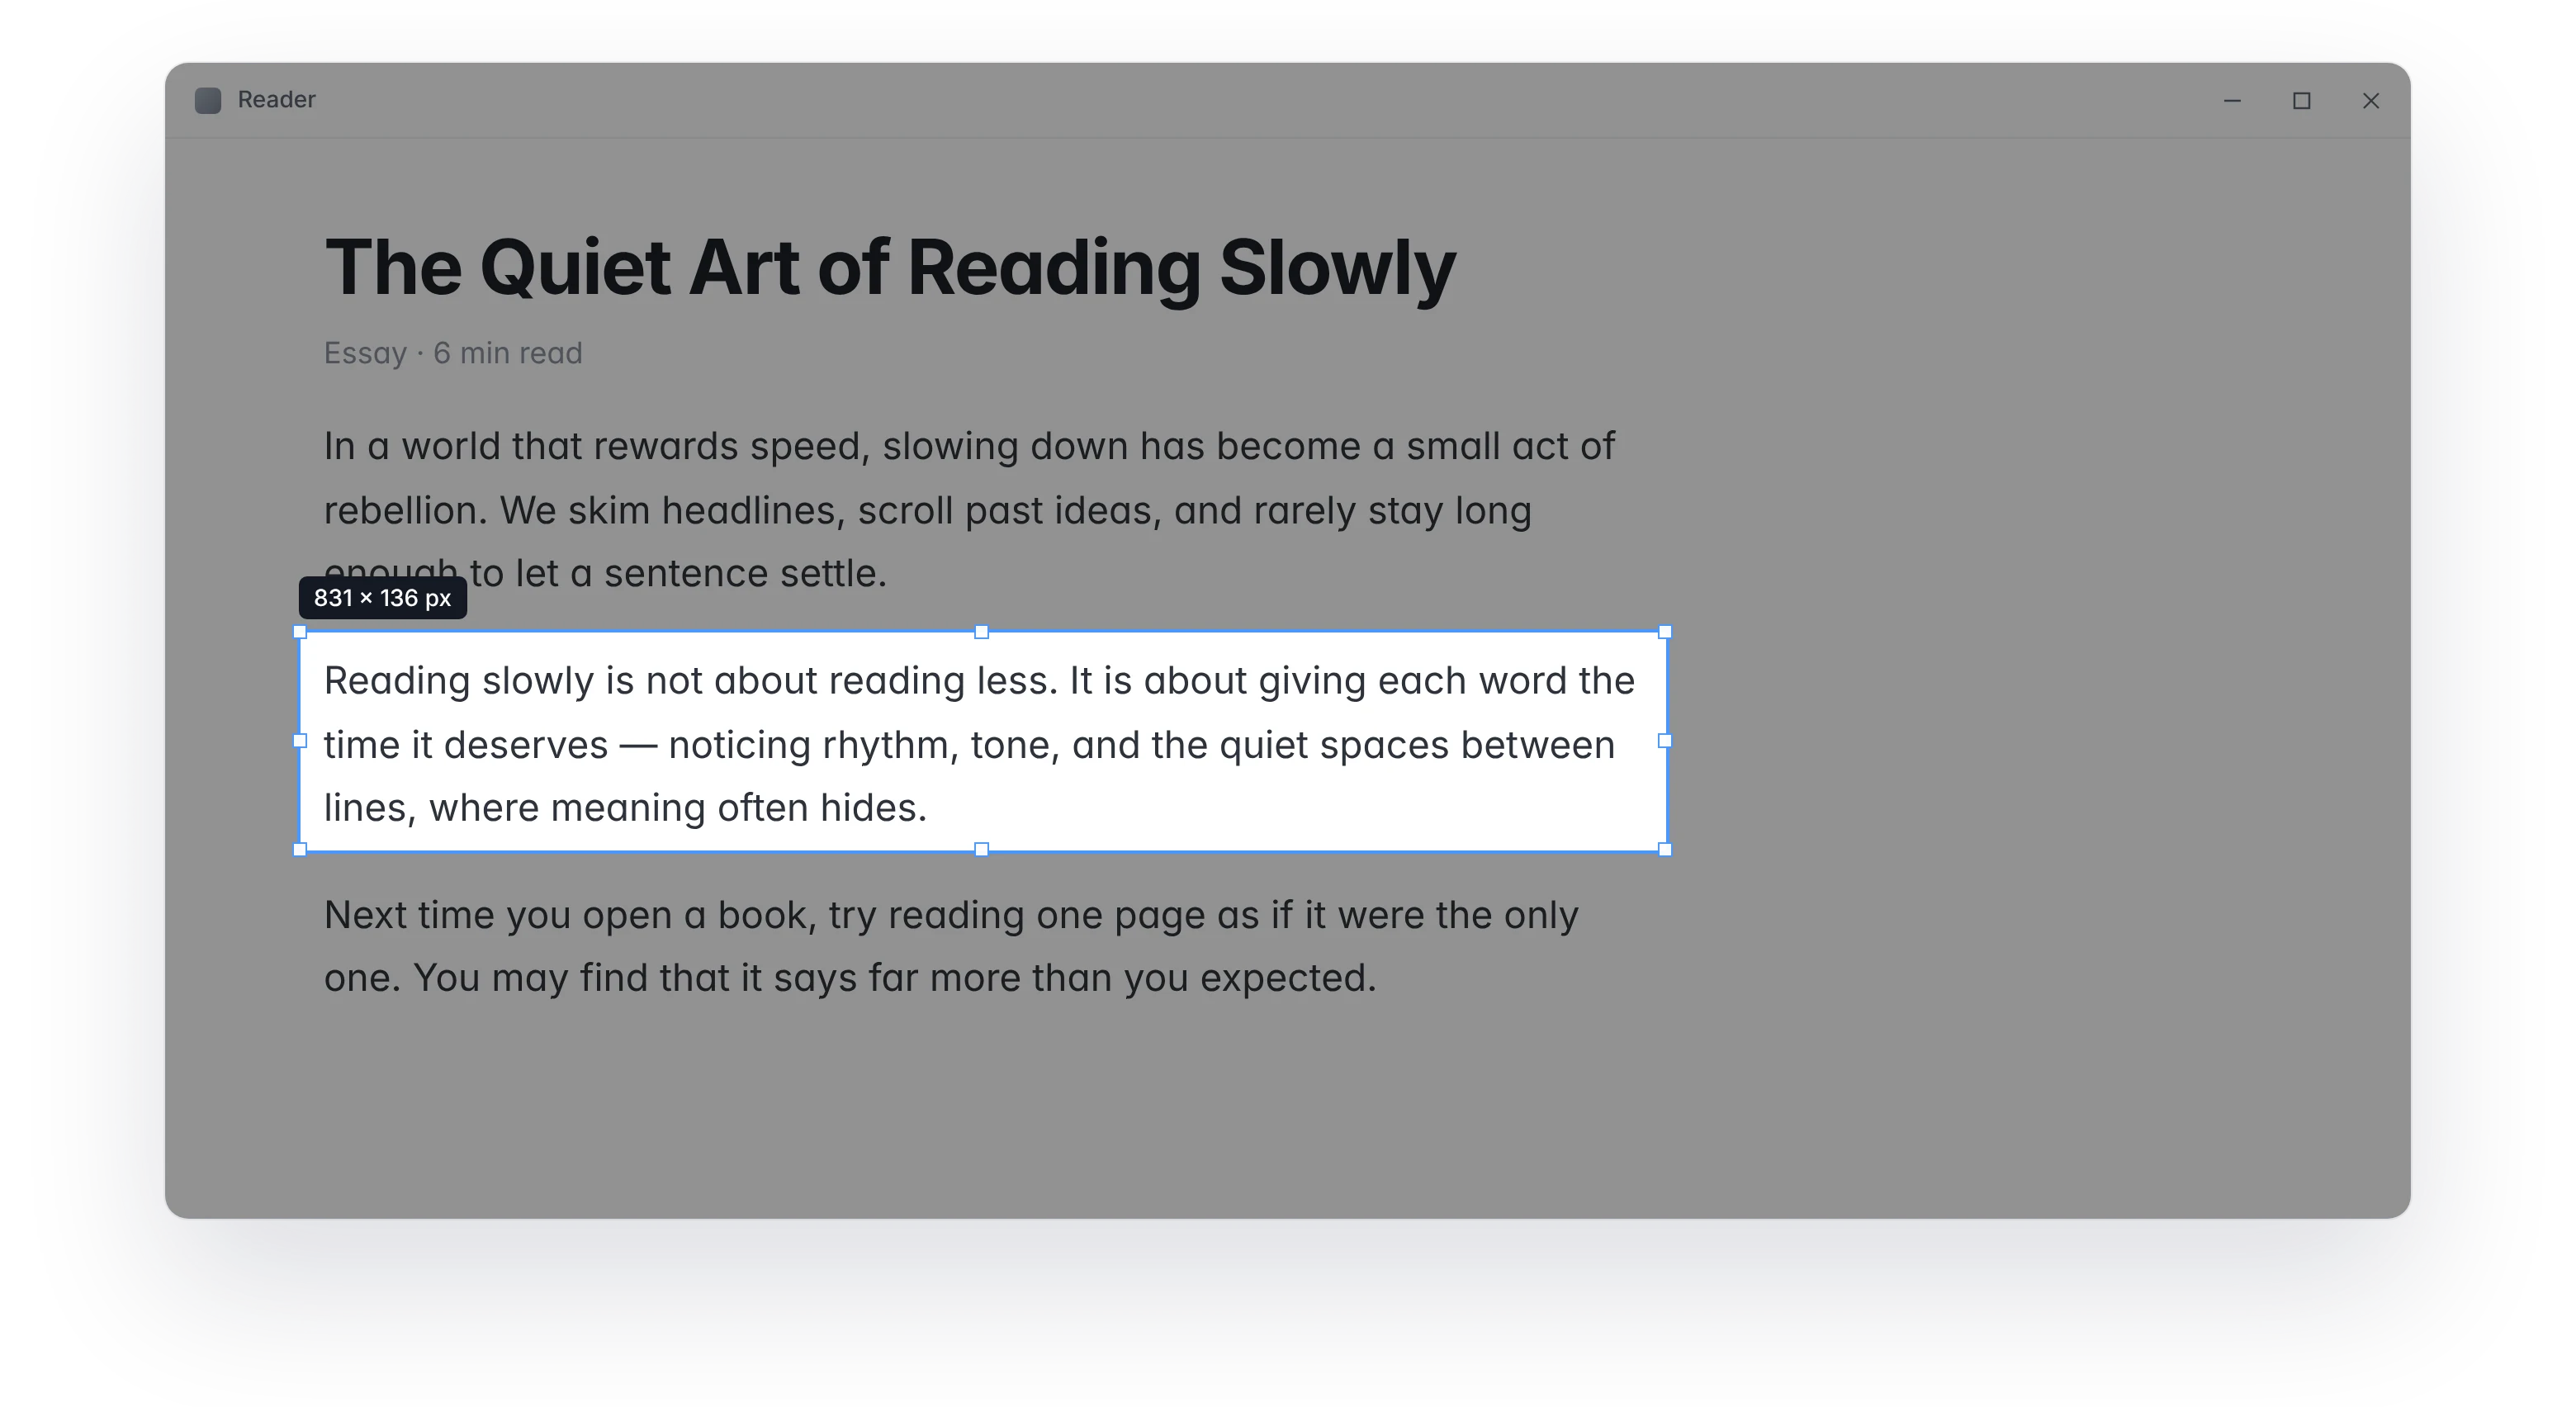 Reader
The Quiet Art of Reading Slowly
Essay · 6 min read
In a world that rewards speed, slowing down has become a small act of
rebellion. We skim headlines, scroll past ideas, and rarely stay long
enough to let a sentence settle.
831 × 136 px
Reading slowly is not about reading less. It is about giving each word the
time it deserves — noticing rhythm, tone, and the quiet spaces between
lines, where meaning often hides.
Next time you open a book, try reading one page as if it were the only
one. You may find that it says far more than you expected.